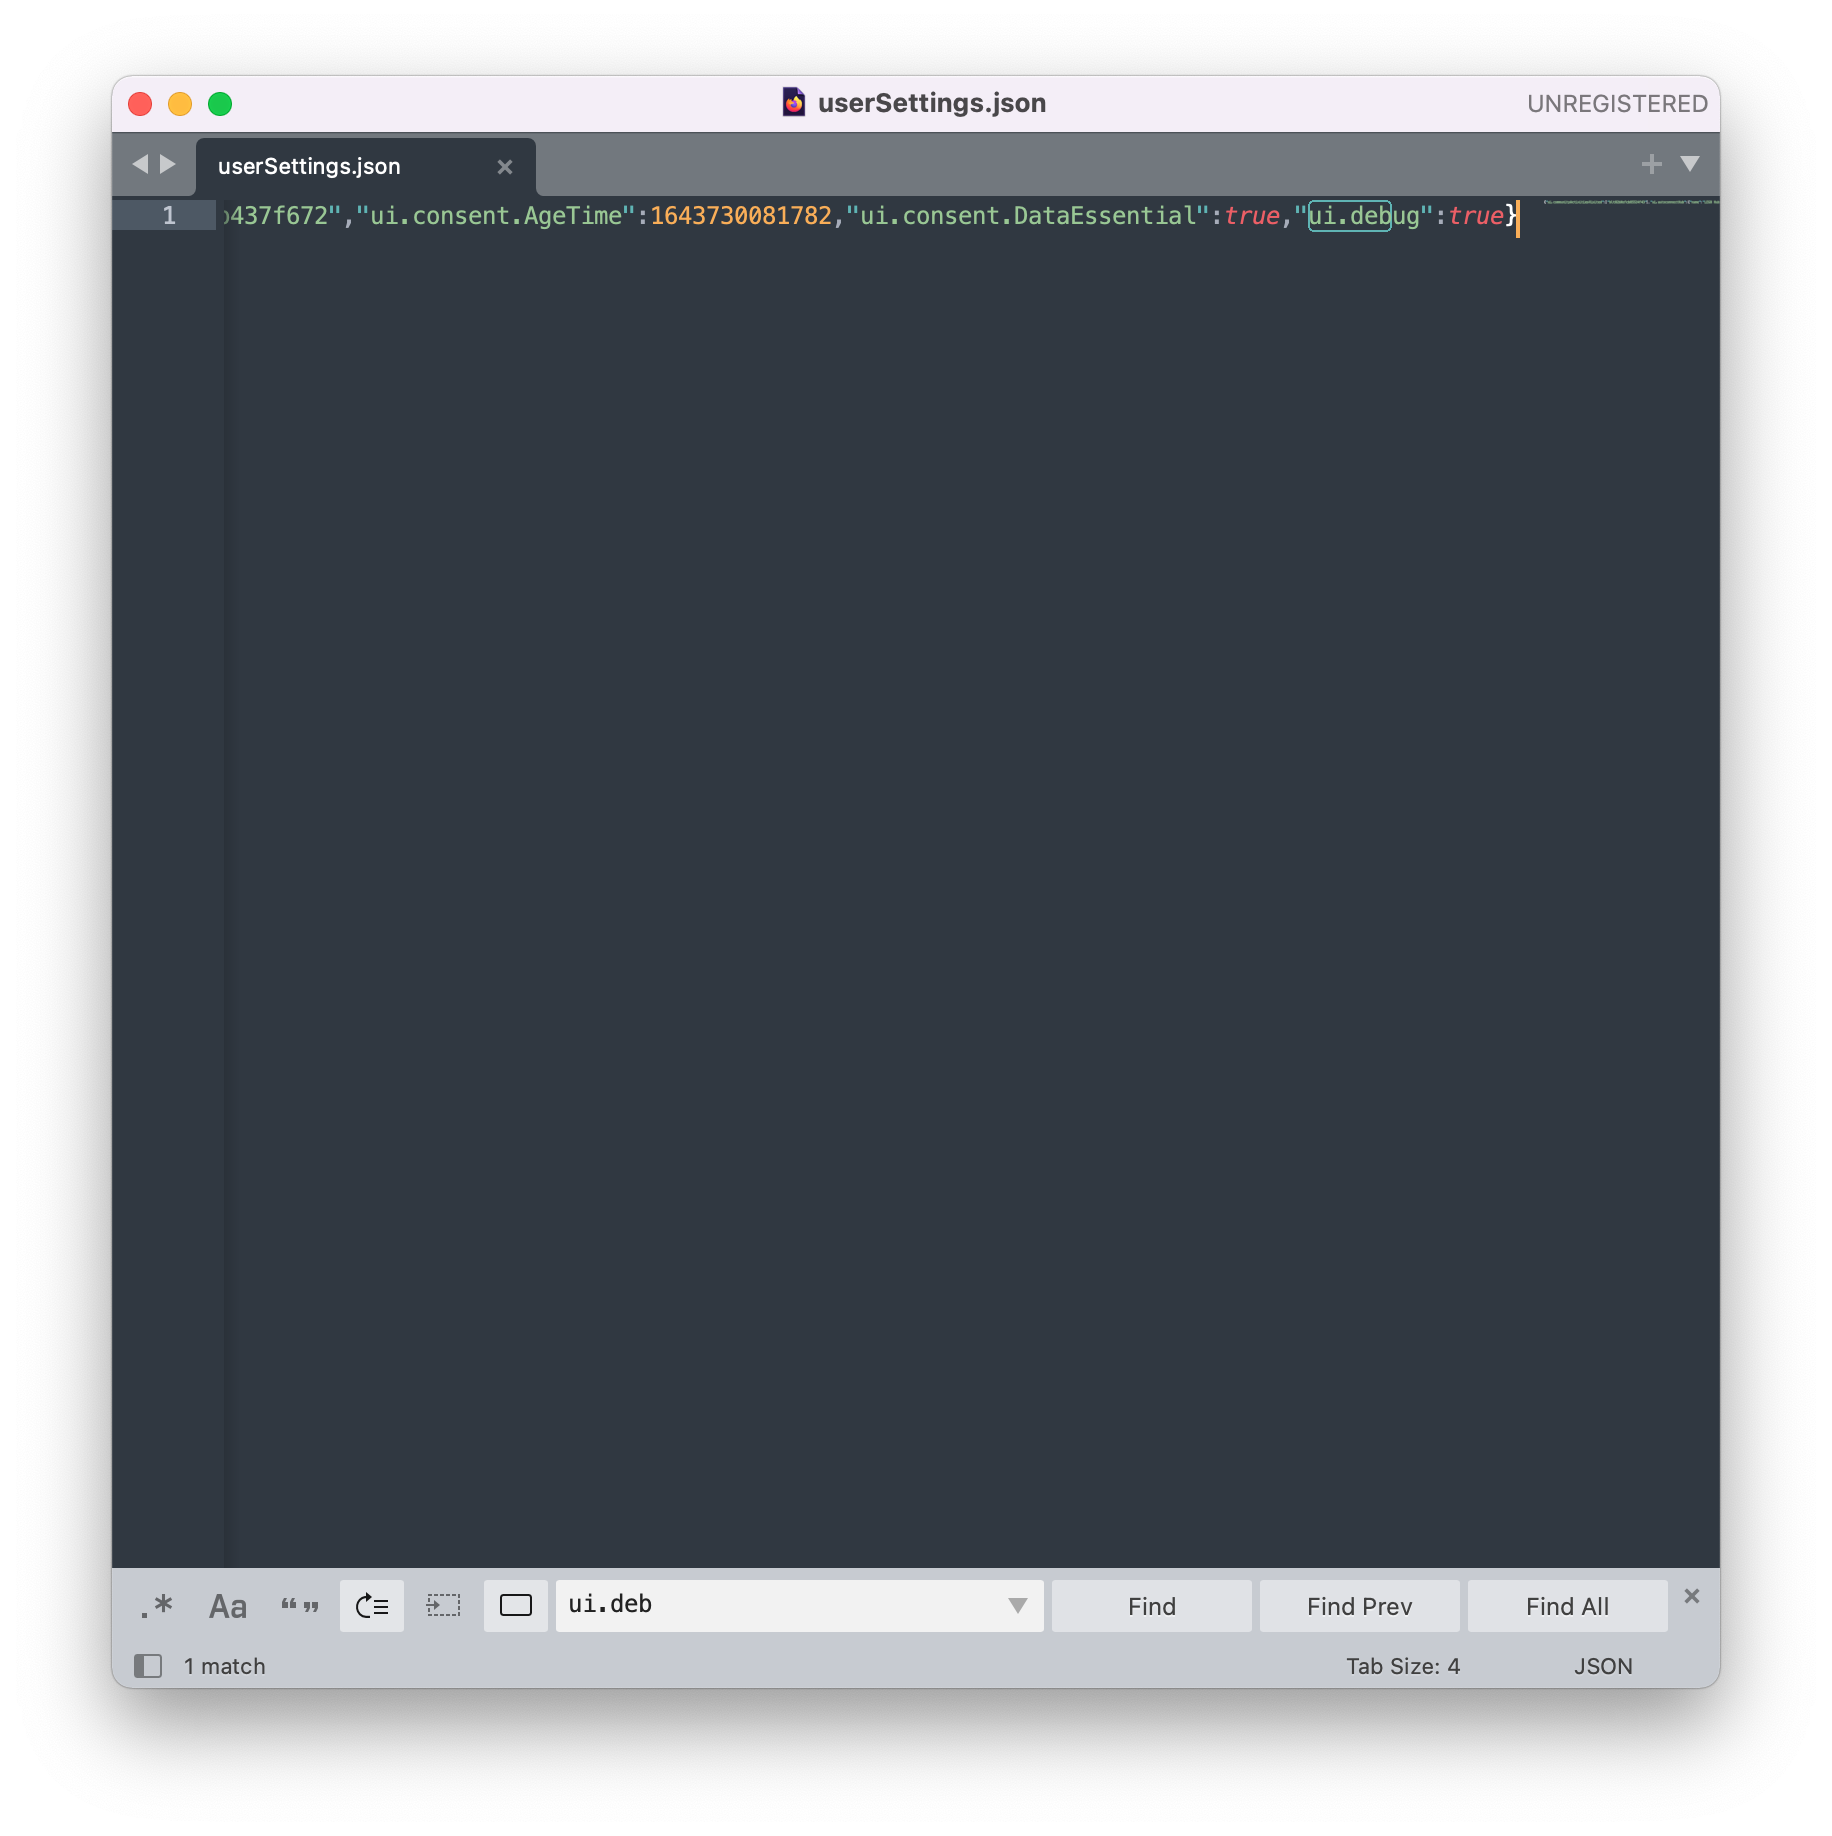 userSettings.json
UNREGISTERED
userSettings.json
1 437f672","ui.consent.AgeTime":1643730081782,"ui.consent.DataEssential":true,"ui.debug":true}
.* Aa “ ” ui.deb Find Find Prev Find All
1 match Tab Size: 4 JSON